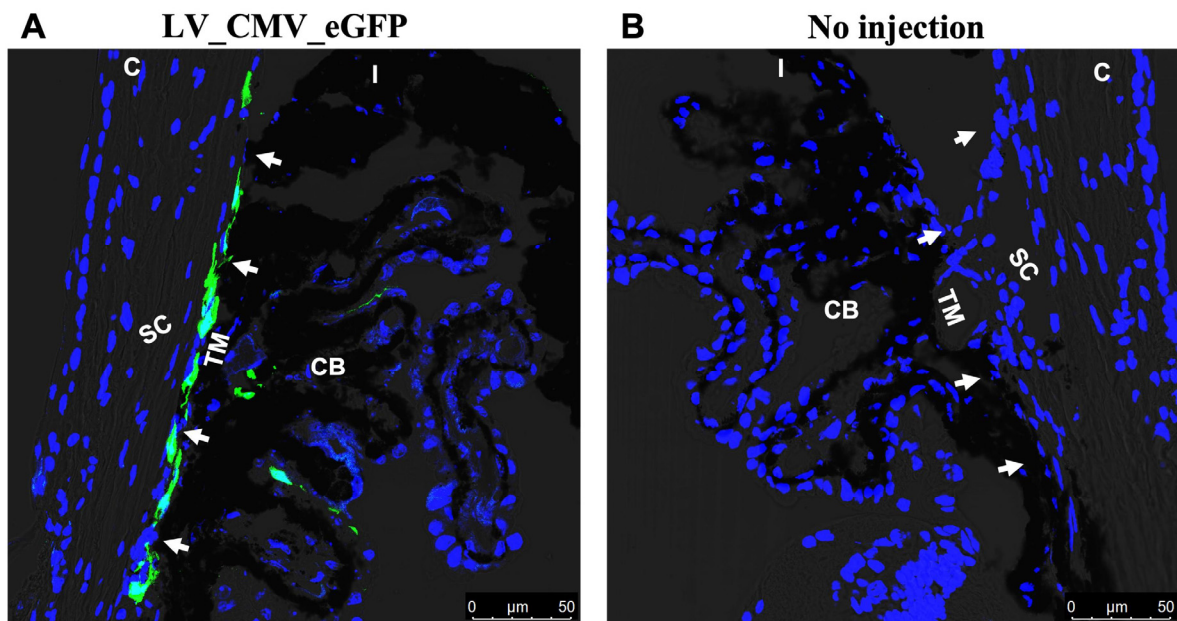 A LV_CMV_eGFP
C
I
SC
TM
CB
0 µm 50
B No injection
I
C
SC
CB
TM
0 µm 50